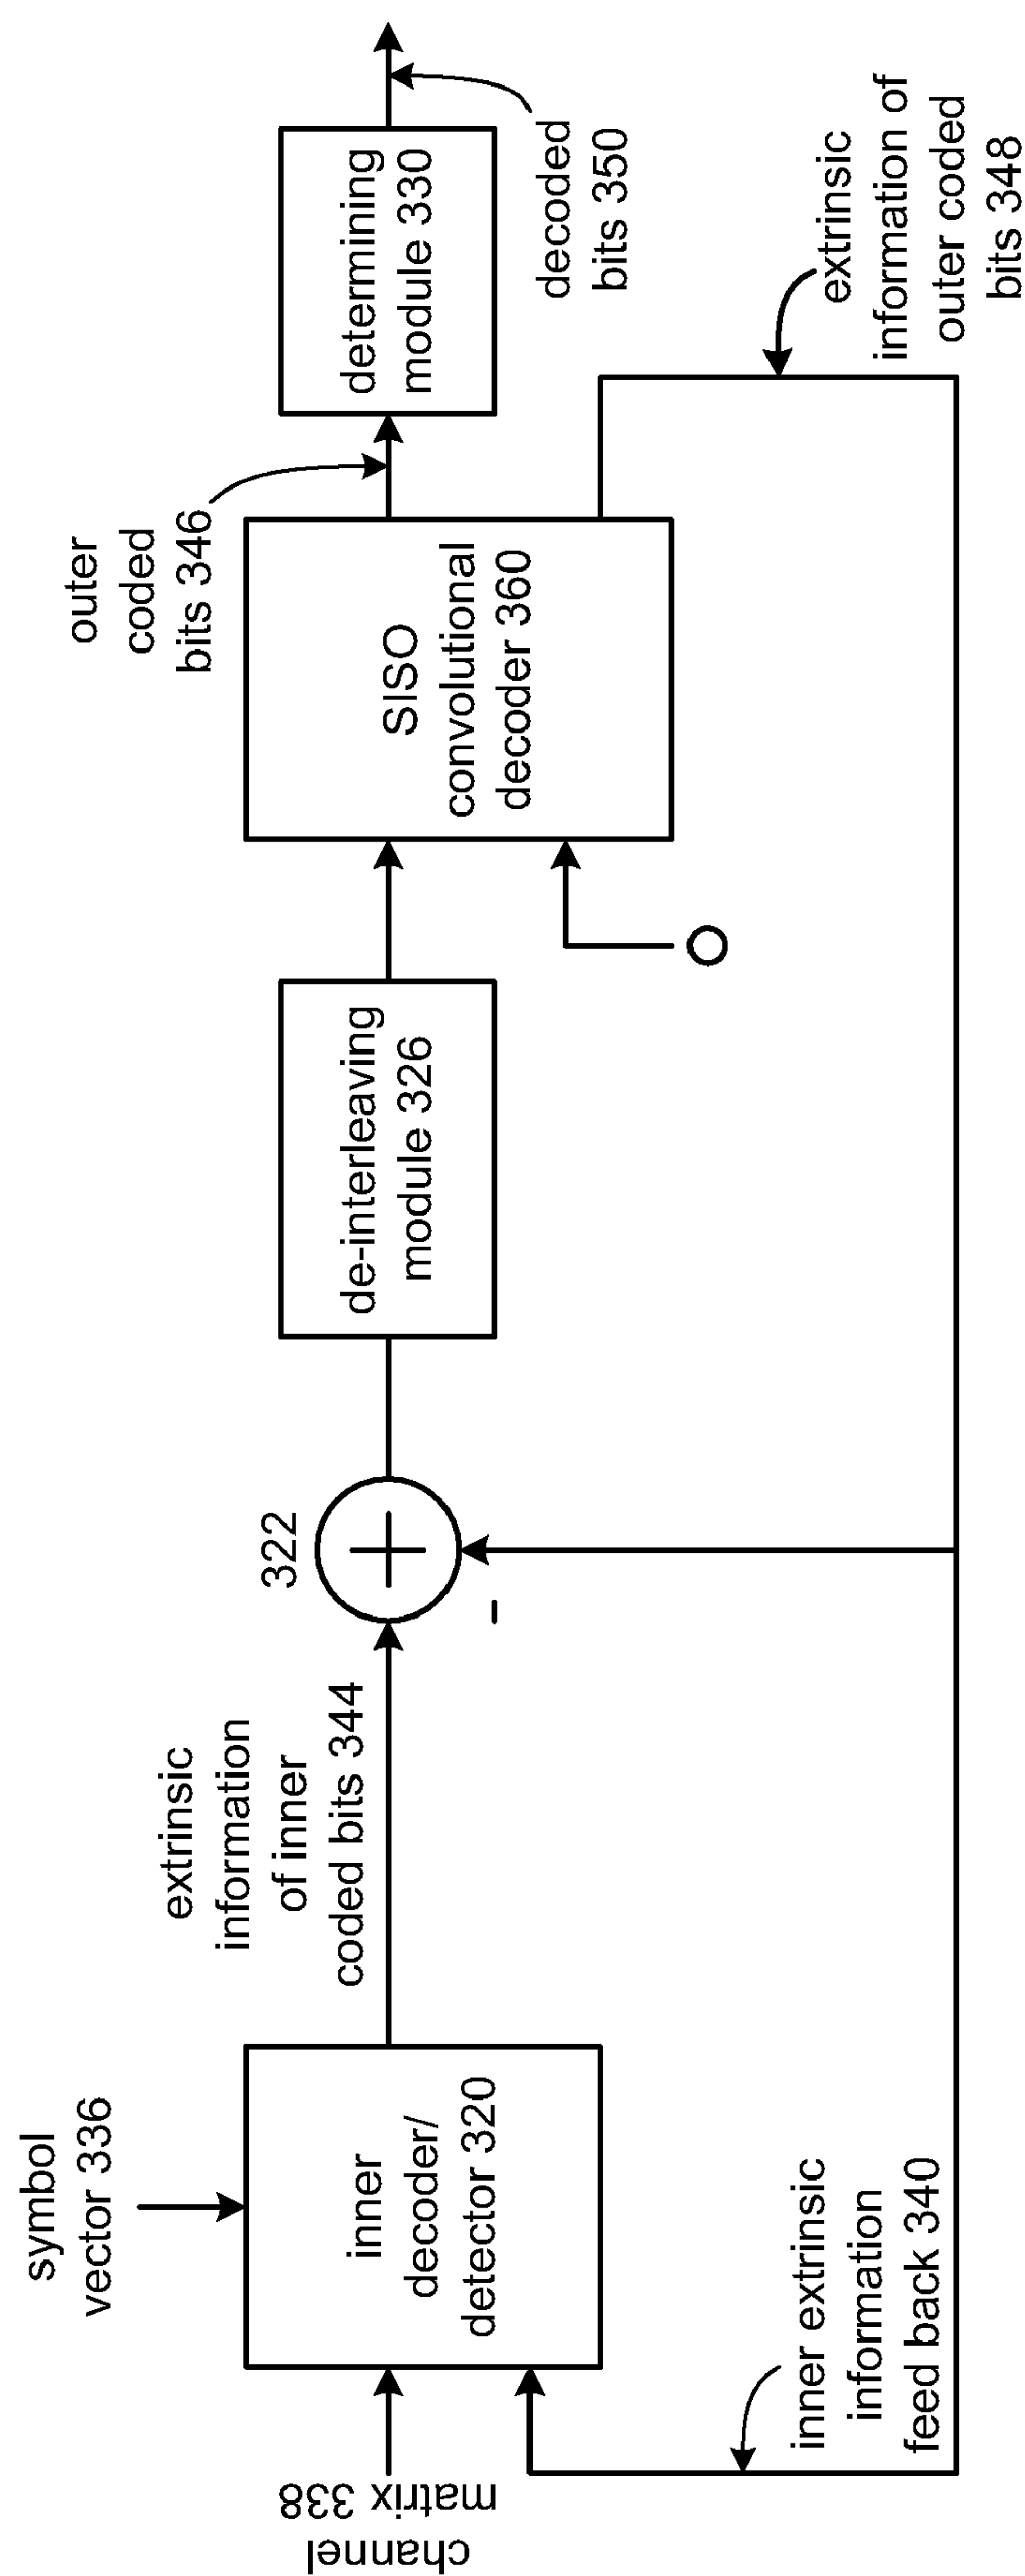 channel
matrix 338
symbol
vector 336
inner
decoder/
detector 320
inner extrinsic
information
feed back 340
extrinsic
information
of inner
coded bits 344
322
+
-
de-interleaving
module 326
0
SISO
convolutional
decoder 360
outer
coded
bits 346
determining
module 330
decoded
bits 350
extrinsic
information of
outer coded
bits 348